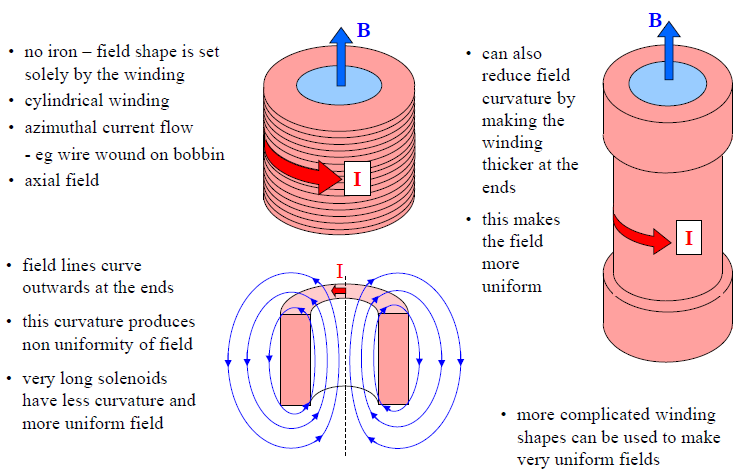 B
• no iron – field shape is set
solely by the winding
• cylindrical winding
• azimuthal current flow
- eg wire wound on bobbin
• axial field
I
B
• can also
reduce field
curvature by
making the
winding
thicker at the
ends
• this makes
the field
more
uniform
I
• field lines curve
outwards at the ends
• this curvature produces
non uniformity of field
• very long solenoids
have less curvature and
more uniform field
I
• more complicated winding
shapes can be used to make
very uniform fields